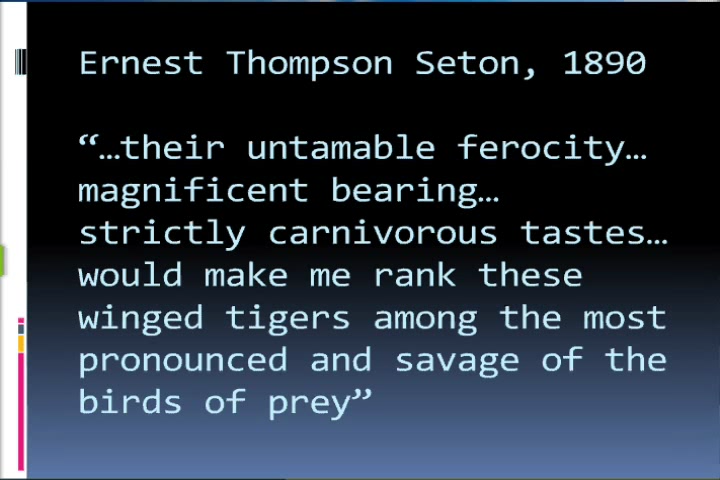 Ernest Thompson Seton, 1890
“…their untamable ferocity…
magnificent bearing…
strictly carnivorous tastes…
would make me rank these
winged tigers among the most
pronounced and savage of the
birds of prey”